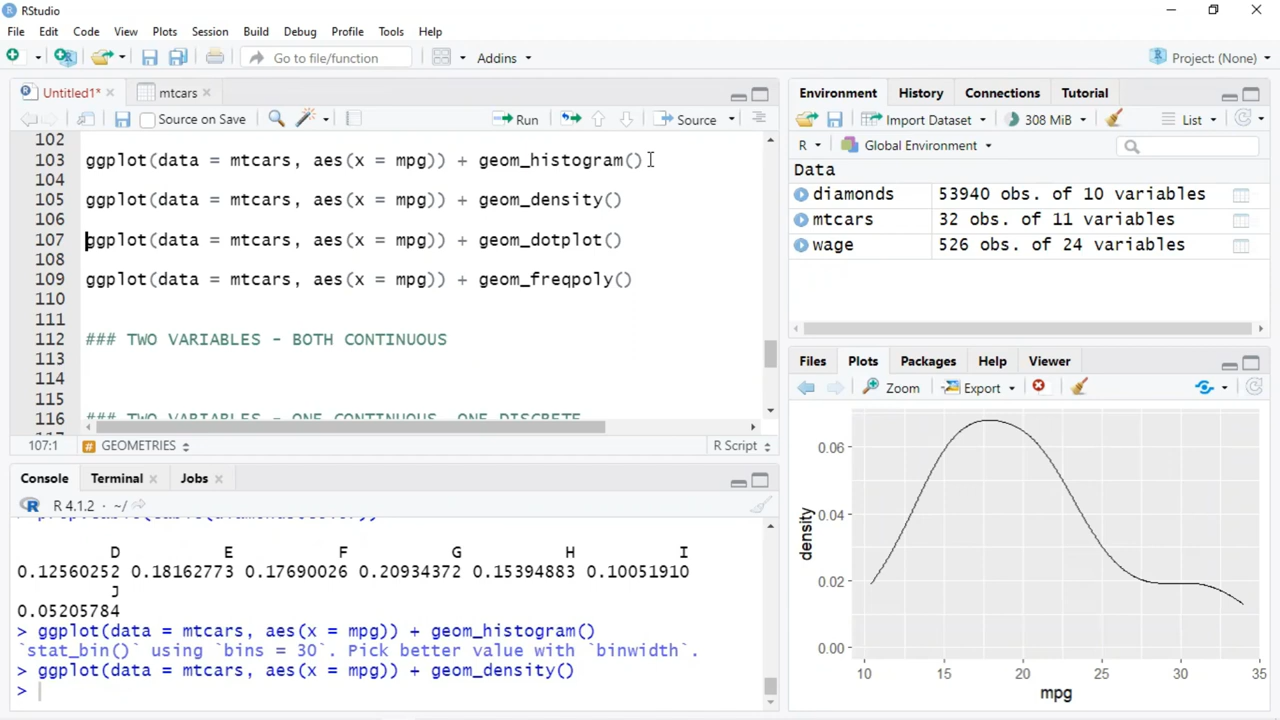 RStudio
File Edit Code View Plots Session Build Debug Profile Tools Help
Go to file/function Addins Project: (None)
Untitled1* mtcars
Source on Save Run Source
102
103 ggplot(data = mtcars, aes(x = mpg)) + geom_histogram()
104
105 ggplot(data = mtcars, aes(x = mpg)) + geom_density()
106
107 ggplot(data = mtcars, aes(x = mpg)) + geom_dotplot()
108
109 ggplot(data = mtcars, aes(x = mpg)) + geom_freqpoly()
110
111
112 ### TWO VARIABLES - BOTH CONTINUOUS
113
114
115
116 ### TWO VARIABLES - ONE CONTINUOUS, ONE DISCRETE
107:1 # GEOMETRIES R Script
Console Terminal Jobs
R R 4.1.2 · ~/
D E F G H I
0.12560252 0.18162773 0.17690026 0.20934372 0.15394883 0.10051910
J
0.05205784
> ggplot(data = mtcars, aes(x = mpg)) + geom_histogram()
`stat_bin()` using `bins = 30`. Pick better value with `binwidth`.
> ggplot(data = mtcars, aes(x = mpg)) + geom_density()
>
Environment History Connections Tutorial
Import Dataset 308 MiB List
R Global Environment
Data
diamonds 53940 obs. of 10 variables
mtcars 32 obs. of 11 variables
wage 526 obs. of 24 variables
Files Plots Packages Help Viewer
Zoom Export
0.06
0.04
0.02
0.00
density
10 15 20 25 30 35
mpg